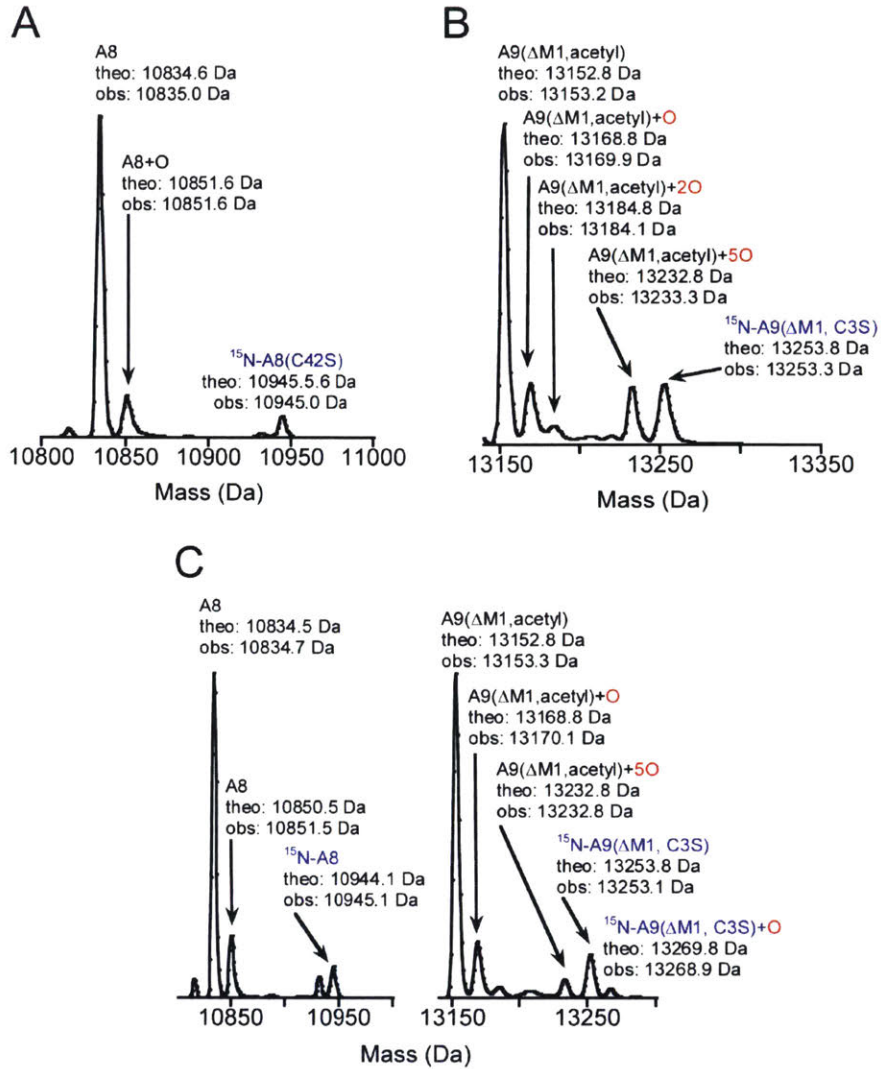 A
A8
theo: 10834.6 Da
obs: 10835.0 Da
A8+O
theo: 10851.6 Da
obs: 10851.6 Da
¹⁵N-A8(C42S)
theo: 10945.5.6 Da
obs: 10945.0 Da
10800 10850 10900 10950 11000
Mass (Da)
B
A9(ΔM1,acetyl)
theo: 13152.8 Da
obs: 13153.2 Da
A9(ΔM1,acetyl)+O
theo: 13168.8 Da
obs: 13169.9 Da
A9(ΔM1,acetyl)+2O
theo: 13184.8 Da
obs: 13184.1 Da
A9(ΔM1,acetyl)+5O
theo: 13232.8 Da
obs: 13233.3 Da
¹⁵N-A9(ΔM1, C3S)
theo: 13253.8 Da
obs: 13253.3 Da
13150 13250 13350
Mass (Da)
C
A8
theo: 10834.5 Da
obs: 10834.7 Da
A8
theo: 10850.5 Da
obs: 10851.5 Da
¹⁵N-A8
theo: 10944.1 Da
obs: 10945.1 Da
10850 10950
A9(ΔM1,acetyl)
theo: 13152.8 Da
obs: 13153.3 Da
A9(ΔM1,acetyl)+O
theo: 13168.8 Da
obs: 13170.1 Da
A9(ΔM1,acetyl)+5O
theo: 13232.8 Da
obs: 13232.8 Da
¹⁵N-A9(ΔM1, C3S)
theo: 13253.8 Da
obs: 13253.1 Da
¹⁵N-A9(ΔM1, C3S)+O
theo: 13269.8 Da
obs: 13268.9 Da
13150 13250
Mass (Da)